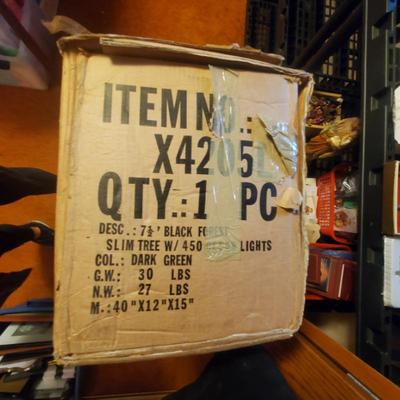 ITEM NO.:
X4205L
QTY.: 1 PC
DESC.: 7½' BLACK FOREST
SLIM TREE W/ 450 CLEAR LIGHTS
COL.: DARK GREEN
G.W.: 30 LBS
N.W.: 27 LBS
M.: 40"X12"X15"